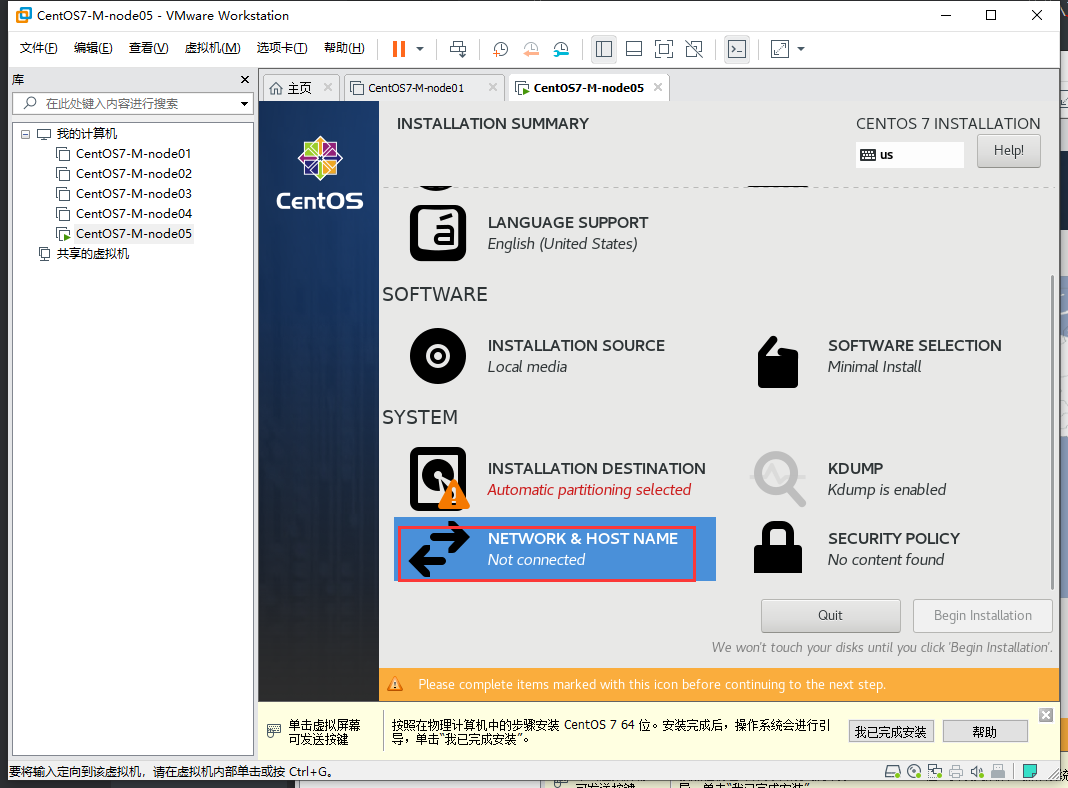 CentOS7-M-node05 - VMware Workstation
文件(F) 编辑(E) 查看(V) 虚拟机(M) 选项卡(T) 帮助(H)
库
在此处键入内容进行搜索
我的计算机
CentOS7-M-node01
CentOS7-M-node02
CentOS7-M-node03
CentOS7-M-node04
CentOS7-M-node05
共享的虚拟机
主页 CentOS7-M-node01 CentOS7-M-node05
CentOS
INSTALLATION SUMMARY
CENTOS 7 INSTALLATION
us
Help!
LANGUAGE SUPPORT
English (United States)
SOFTWARE
INSTALLATION SOURCE
Local media
SOFTWARE SELECTION
Minimal Install
SYSTEM
INSTALLATION DESTINATION
Automatic partitioning selected
KDUMP
Kdump is enabled
NETWORK & HOST NAME
Not connected
SECURITY POLICY
No content found
Quit
Begin Installation
We won't touch your disks until you click 'Begin Installation'.
Please complete items marked with this icon before continuing to the next step.
单击虚拟屏幕
可发送按键
按照在物理计算机中的步骤安装 CentOS 7 64 位。安装完成后，操作系统会进行引
导，单击“我已完成安装”。
我已完成安装
帮助
要将输入定向到该虚拟机，请在虚拟机内部单击或按 Ctrl+G。